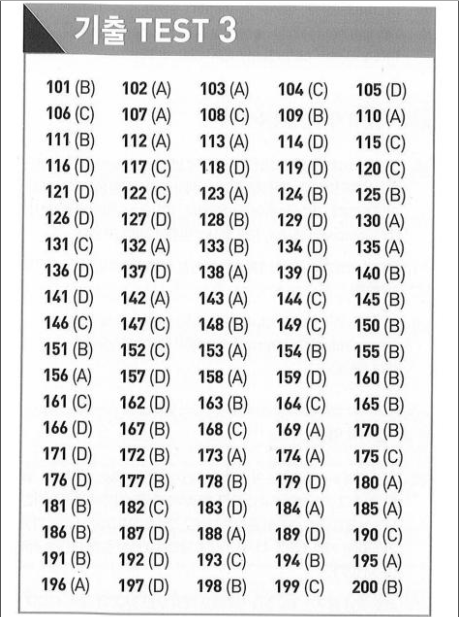 기출 TEST 3
101 (B) 102 (A) 103 (A) 104 (C) 105 (D)
106 (C) 107 (A) 108 (C) 109 (B) 110 (A)
111 (B) 112 (A) 113 (A) 114 (D) 115 (C)
116 (D) 117 (C) 118 (D) 119 (D) 120 (C)
121 (D) 122 (C) 123 (A) 124 (B) 125 (B)
126 (D) 127 (D) 128 (B) 129 (D) 130 (A)
131 (C) 132 (A) 133 (B) 134 (D) 135 (A)
136 (D) 137 (D) 138 (A) 139 (D) 140 (B)
141 (D) 142 (A) 143 (A) 144 (C) 145 (B)
146 (C) 147 (C) 148 (B) 149 (C) 150 (B)
151 (B) 152 (C) 153 (A) 154 (B) 155 (B)
156 (A) 157 (D) 158 (A) 159 (D) 160 (B)
161 (C) 162 (D) 163 (B) 164 (C) 165 (B)
166 (D) 167 (B) 168 (C) 169 (A) 170 (B)
171 (D) 172 (B) 173 (A) 174 (A) 175 (C)
176 (D) 177 (B) 178 (B) 179 (D) 180 (A)
181 (B) 182 (C) 183 (D) 184 (A) 185 (A)
186 (B) 187 (D) 188 (A) 189 (D) 190 (C)
191 (B) 192 (D) 193 (C) 194 (B) 195 (A)
196 (A) 197 (D) 198 (B) 199 (C) 200 (B)